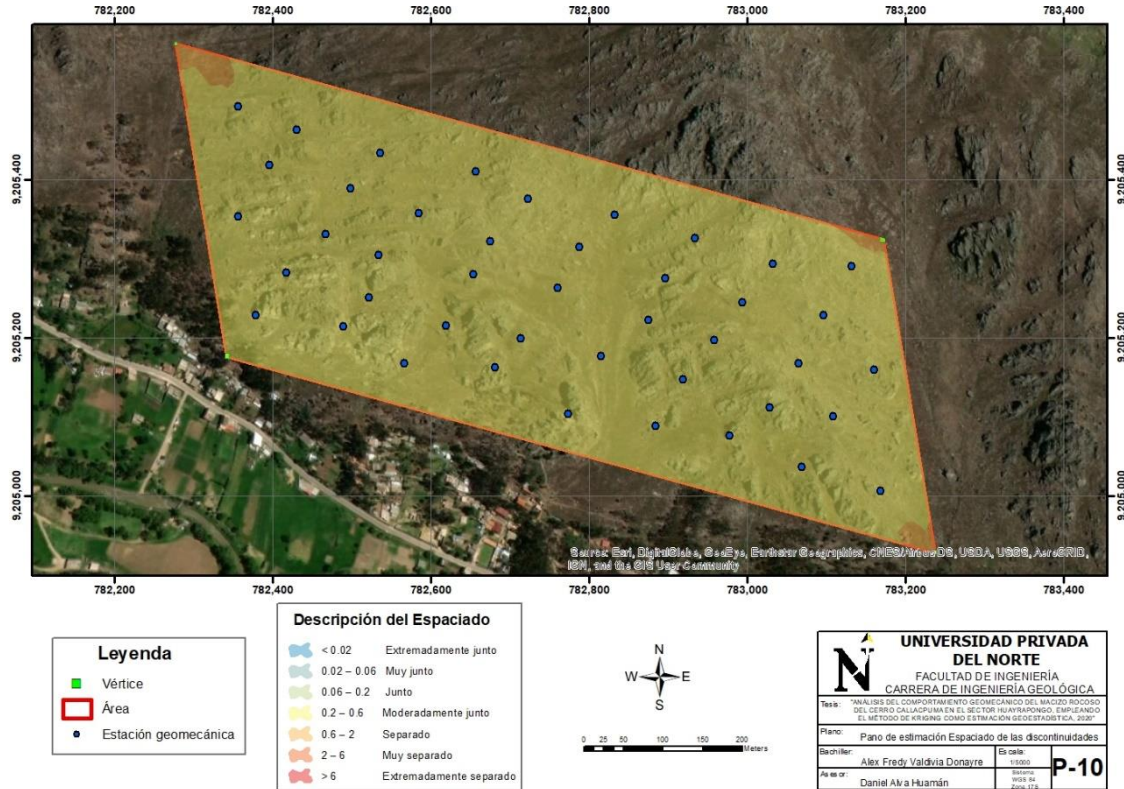 782,200 782,400 782,600 782,800 783,000 783,200 783,400
9,205,400 9,205,400
9,205,200 9,205,200
9,205,000 9,205,000
Source: Esri, DigitalGlobe, GeoEye, Earthstar Geographics, CNES/Airbus DS, USDA, USGS, AeroGRID,
IGN, and the GIS User Community
782,200 782,400 782,600 782,800 783,000 783,200 783,400
Leyenda
Vértice
Área
Estación geomecánica
Descripción del Espaciado
< 0.02 Extremadamente junto
0.02 – 0.06 Muy junto
0.06 – 0.2 Junto
0.2 – 0.6 Moderadamente junto
0.6 – 2 Separado
2 – 6 Muy separado
> 6 Extremadamente separado
N
W E
S
0 25 50 100 150 200
Meters
N
UNIVERSIDAD PRIVADA
DEL NORTE
FACULTAD DE INGENIERÍA
CARRERA DE INGENIERÍA GEOLÓGICA
Tesis: "ANÁLISIS DEL COMPORTAMIENTO GEOMECÁNICO DEL MACIZO ROCOSO
DEL CERRO CALLACPUMA EN EL SECTOR HUAYRAPONGO, EMPLEANDO
EL MÉTODO DE KRIGING COMO ESTIMACIÓN GEOESTADÍSTICA, 2020"
Plano: Pano de estimación Espaciado de las discontinuidades
Bachiller: Alex Fredy Valdivia Donayre
Escala: 1/5000
Asesor: Daniel Alva Huamán
Sistema
WGS 84
Zona 17S
P-10